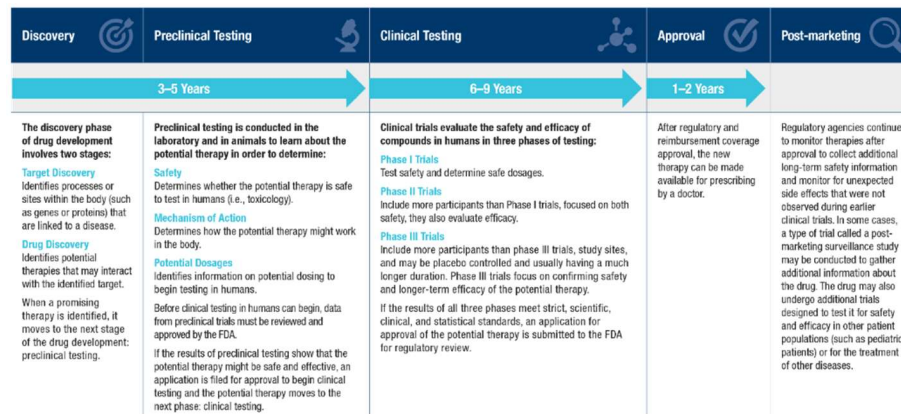 Discovery
Preclinical Testing
Clinical Testing
Approval
Post-marketing
3–5 Years
6–9 Years
1–2 Years
The discovery phase
of drug development
involves two stages:
Target Discovery
Identifies processes or
sites within the body (such
as genes or proteins) that
are linked to a disease.
Drug Discovery
Identifies potential
therapies that may interact
with the identified target.
When a promising
therapy is identified, it
moves to the next stage
of the drug development:
preclinical testing.
Preclinical testing is conducted in the
laboratory and in animals to learn about the
potential therapy in order to determine:
Safety
Determines whether the potential therapy is safe
to test in humans (i.e., toxicology).
Mechanism of Action
Determines how the potential therapy might work
in the body.
Potential Dosages
Identifies information on potential dosing to
begin testing in humans.
Before clinical testing in humans can begin, data
from preclinical trials must be reviewed and
approved by the FDA.
If the results of preclinical testing show that the
potential therapy might be safe and effective, an
application is filed for approval to begin clinical
testing and the potential therapy moves to the
next phase: clinical testing.
Clinical trials evaluate the safety and efficacy of
compounds in humans in three phases of testing:
Phase I Trials
Test safety and determine safe dosages.
Phase II Trials
Include more participants than Phase I trials, focused on both
safety, they also evaluate efficacy.
Phase III Trials
Include more participants than phase III trials, study sites,
and may be placebo controlled and usually having a much
longer duration. Phase III trials focus on confirming safety
and longer-term efficacy of the potential therapy.
If the results of all three phases meet strict, scientific,
clinical, and statistical standards, an application for
approval of the potential therapy is submitted to the FDA
for regulatory review.
After regulatory and
reimbursement coverage
approval, the new
therapy can be made
available for prescribing
by a doctor.
Regulatory agencies continue
to monitor therapies after
approval to collect additional
long-term safety information
and monitor for unexpected
side effects that were not
observed during earlier
clinical trials. In some cases,
a type of trial called a post-
marketing surveillance study
may be conducted to gather
additional information about
the drug. The drug may also
undergo additional trials
designed to test it for safety
and efficacy in other patient
populations (such as pediatric
patients) or for the treatment
of other diseases.